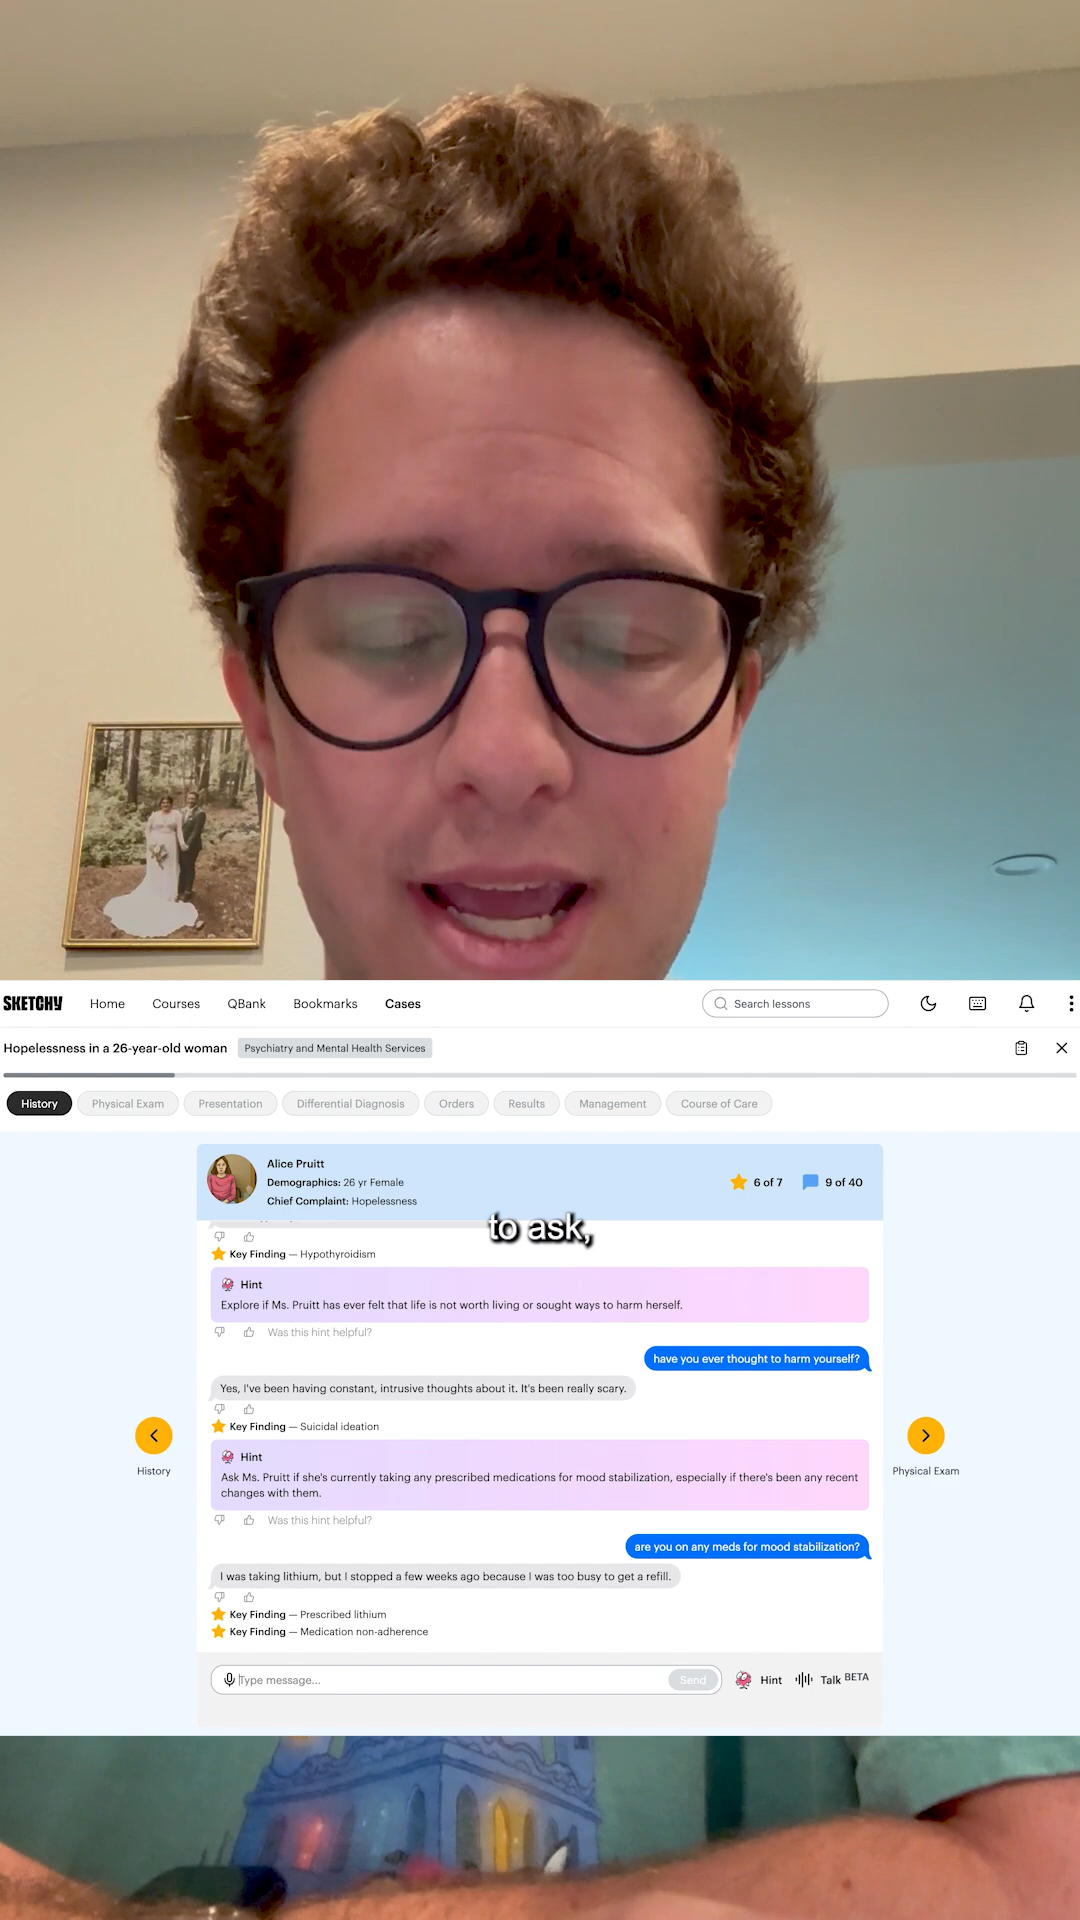 SKETCHY Home Courses QBank Bookmarks Cases Search lessons
Hopelessness in a 26-year-old woman Psychiatry and Mental Health Services
History Physical Exam Presentation Differential Diagnosis Orders Results Management Course of Care
Alice Pruitt
Demographics: 26 yr Female
Chief Complaint: Hopelessness
6 of 7 9 of 40
to ask,
Key Finding — Hypothyroidism
Hint
Explore if Ms. Pruitt has ever felt that life is not worth living or sought ways to harm herself.
Was this hint helpful?
have you ever thought to harm yourself?
Yes, I've been having constant, intrusive thoughts about it. It's been really scary.
Key Finding — Suicidal ideation
Hint
Ask Ms. Pruitt if she's currently taking any prescribed medications for mood stabilization, especially if there's been any recent
changes with them.
Was this hint helpful?
History
Physical Exam
are you on any meds for mood stabilization?
I was taking lithium, but I stopped a few weeks ago because I was too busy to get a refill.
Key Finding — Prescribed lithium
Key Finding — Medication non-adherence
Type message... Send Hint Talk BETA